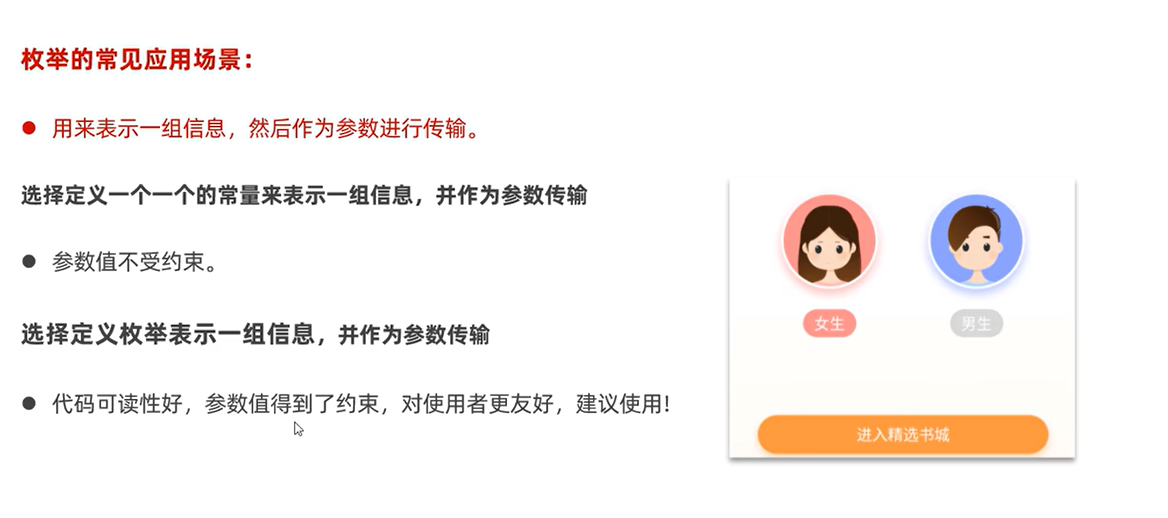 枚举的常见应用场景：
● 用来表示一组信息，然后作为参数进行传输。
选择定义一个一个的常量来表示一组信息，并作为参数传输
● 参数值不受约束。
选择定义枚举表示一组信息，并作为参数传输
● 代码可读性好，参数值得到了约束，对使用者更友好，建议使用！
女生 男生
进入精选书城